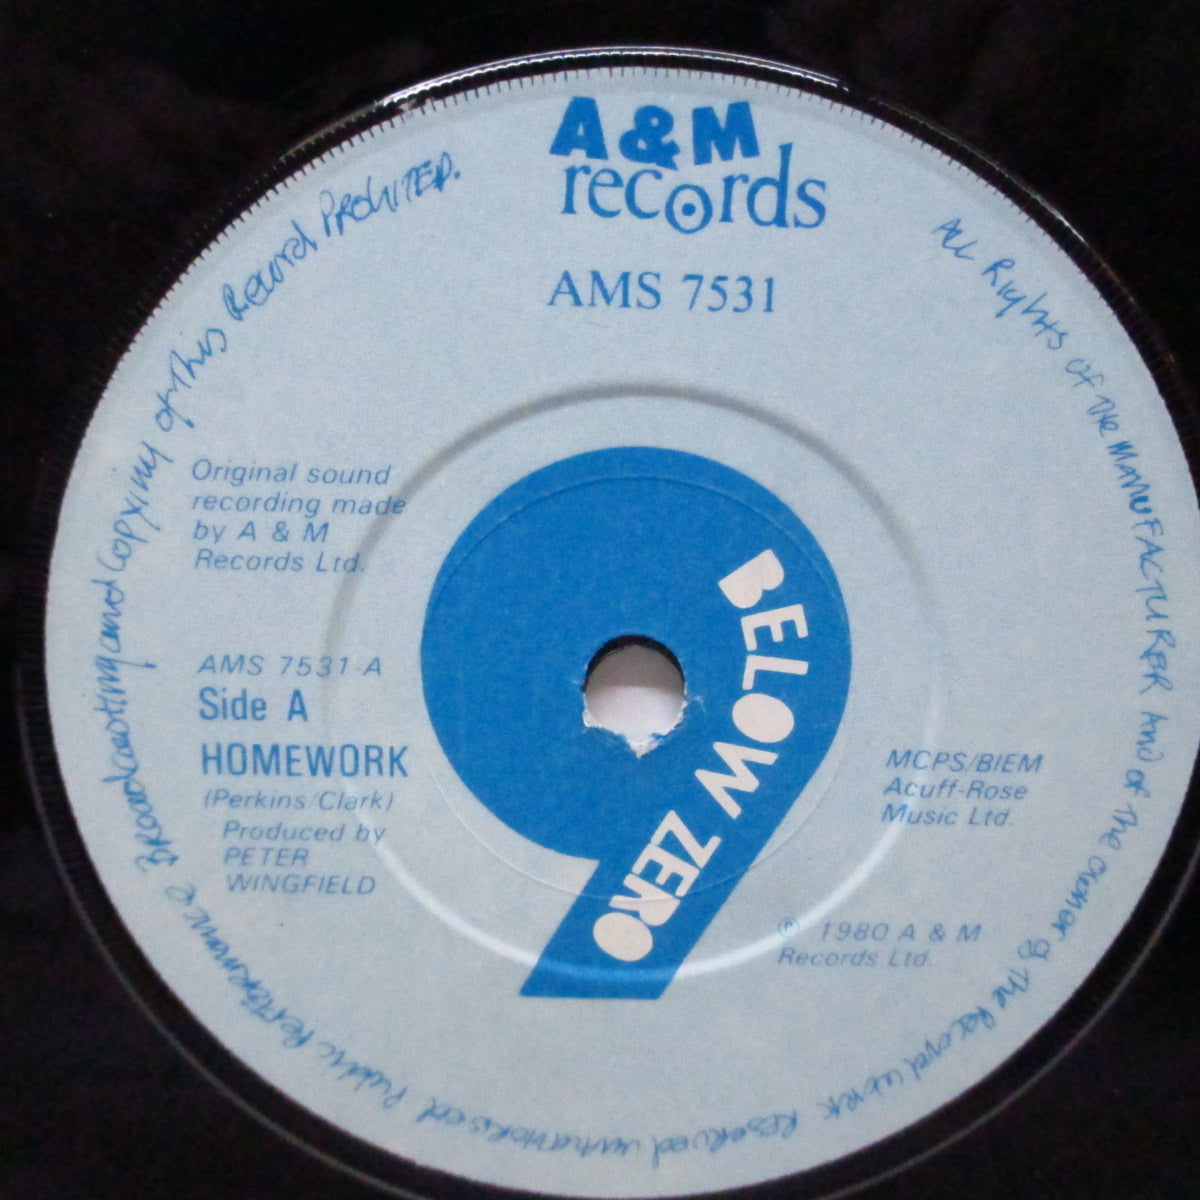 A&M
records
AMS 7531
ALL Rights of THE MANUFACTURER AND of The owner of The Recorded work Reserved unauthorised Public Performance Broadcasting and copying of This Record PROHITED.
Original sound
recording made
by A & M
Records Ltd.
AMS 7531-A
Side A
HOMEWORK
(Perkins/Clark)
Produced by
PETER
WINGFIELD
BELOW ZERO
MCPS/BIEM
Acuff-Rose
Music Ltd.
℗ 1980 A & M
Records Ltd.